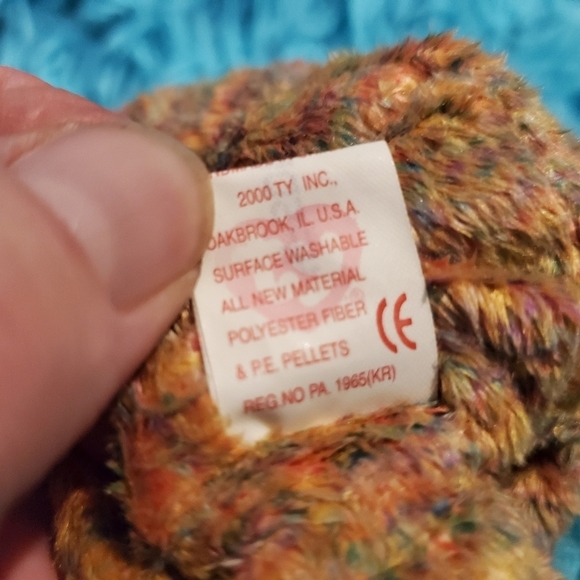 2000 TY INC.,
OAKBROOK, IL. U.S.A.
SURFACE WASHABLE
ALL NEW MATERIAL
POLYESTER FIBER ®
& P.E. PELLETS CE
REG.NO PA. 1965(KR)